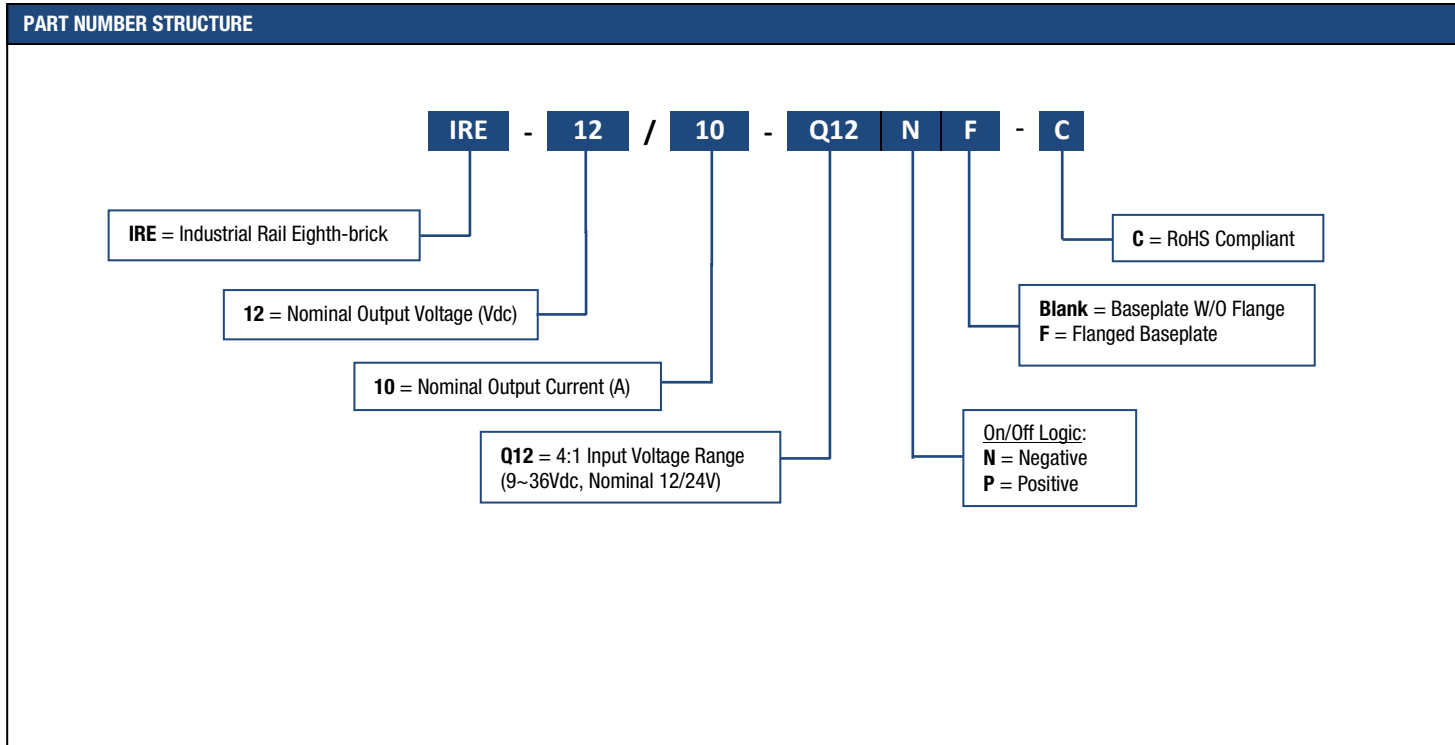 PART NUMBER STRUCTURE
IRE - 12 / 10 - Q12 N F - C
IRE = Industrial Rail Eighth-brick
C = RoHS Compliant
12 = Nominal Output Voltage (Vdc)
Blank = Baseplate W/O Flange
F = Flanged Baseplate
10 = Nominal Output Current (A)
Q12 = 4:1 Input Voltage Range
(9~36Vdc, Nominal 12/24V)
On/Off Logic:
N = Negative
P = Positive